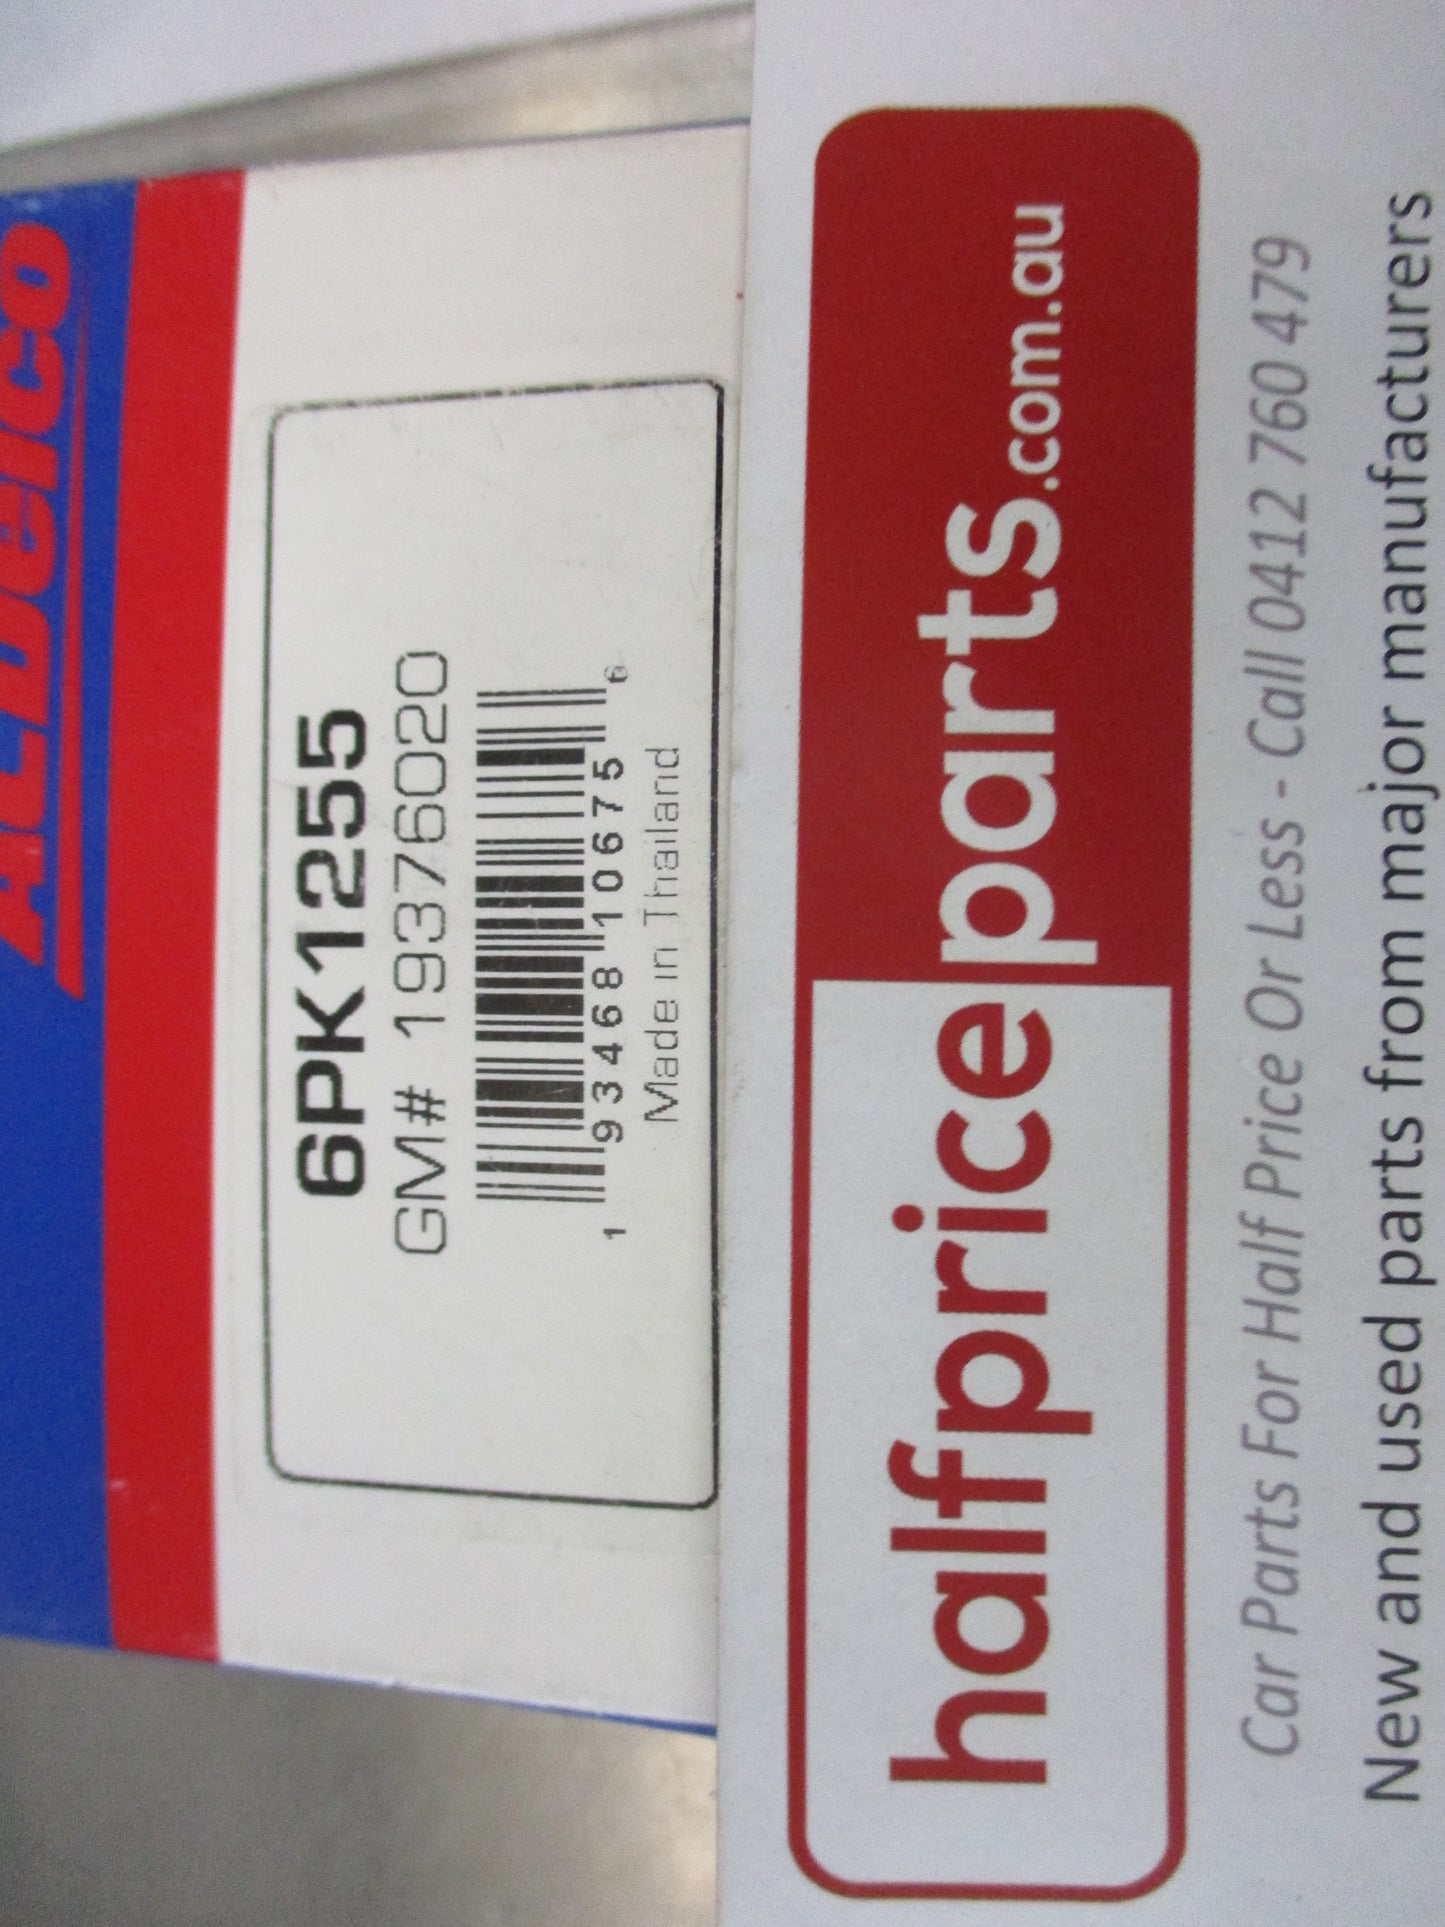 ACDelco
6PK1255
GM# 19376020
1 93468 10675 6
Made in Thailand
halfpriceparts.com.au
Car Parts For Half Price Or Less - Call 0412 760 479
New and used parts from major manufacturers